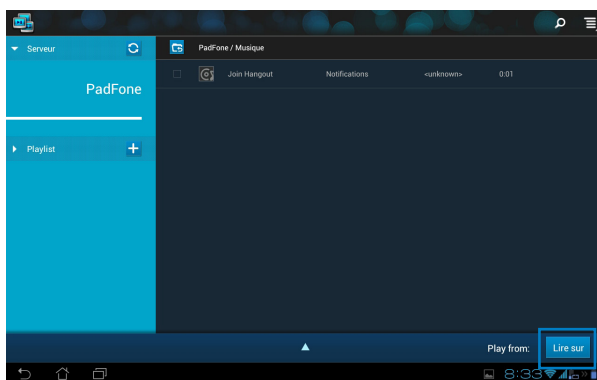 Serveur
PadFone / Musique
Join Hangout Notifications <unknown> 0:01
PadFone
Playlist
Play from: Lire sur
8:33